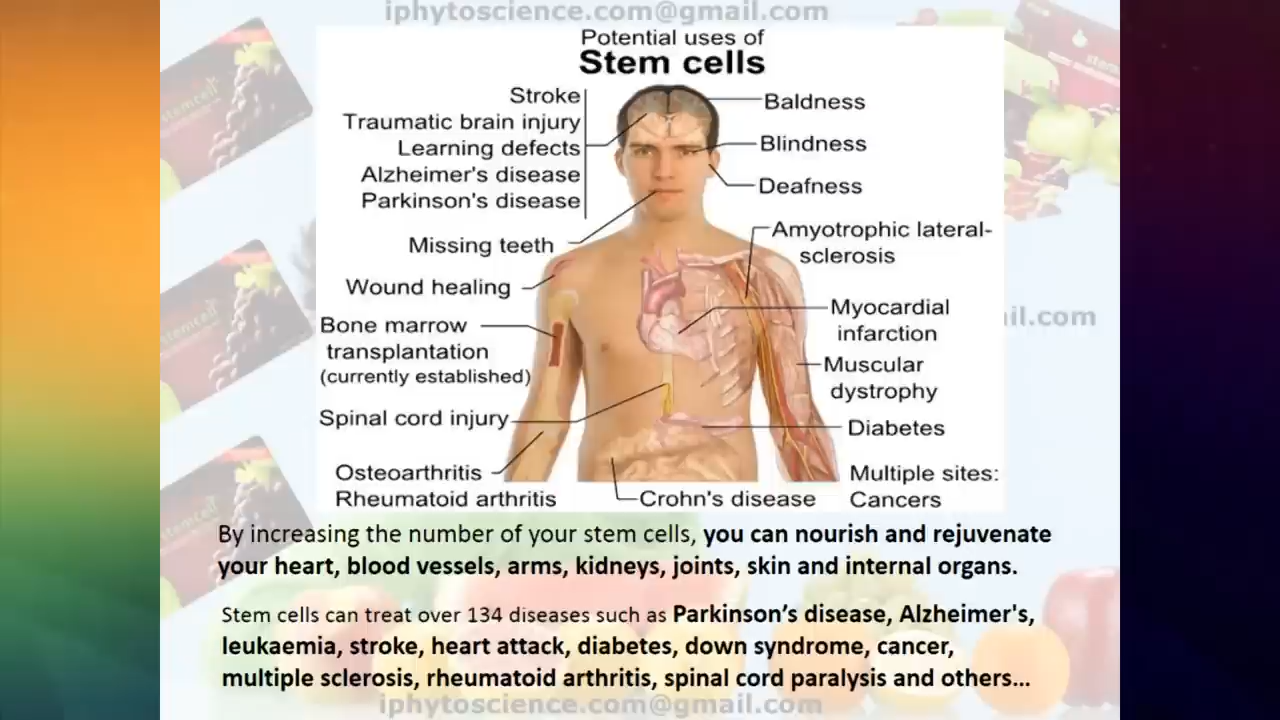 iphytoscience.com@gmail.com
Potential uses of
Stem cells
Stroke
Traumatic brain injury
Learning defects
Alzheimer's disease
Parkinson's disease
Missing teeth
Wound healing
Bone marrow
transplantation
(currently established)
Spinal cord injury
Osteoarthritis
Rheumatoid arthritis
Baldness
Blindness
Deafness
Amyotrophic lateral-
sclerosis
Myocardial
infarction
Muscular
dystrophy
Diabetes
Multiple sites:
Cancers
Crohn's disease
ail.com
stemcell
stemcell
stemcell
By increasing the number of your stem cells, you can nourish and rejuvenate
your heart, blood vessels, arms, kidneys, joints, skin and internal organs.
Stem cells can treat over 134 diseases such as Parkinson’s disease, Alzheimer's,
leukaemia, stroke, heart attack, diabetes, down syndrome, cancer,
multiple sclerosis, rheumatoid arthritis, spinal cord paralysis and others...
iphytoscience.com@gmail.com